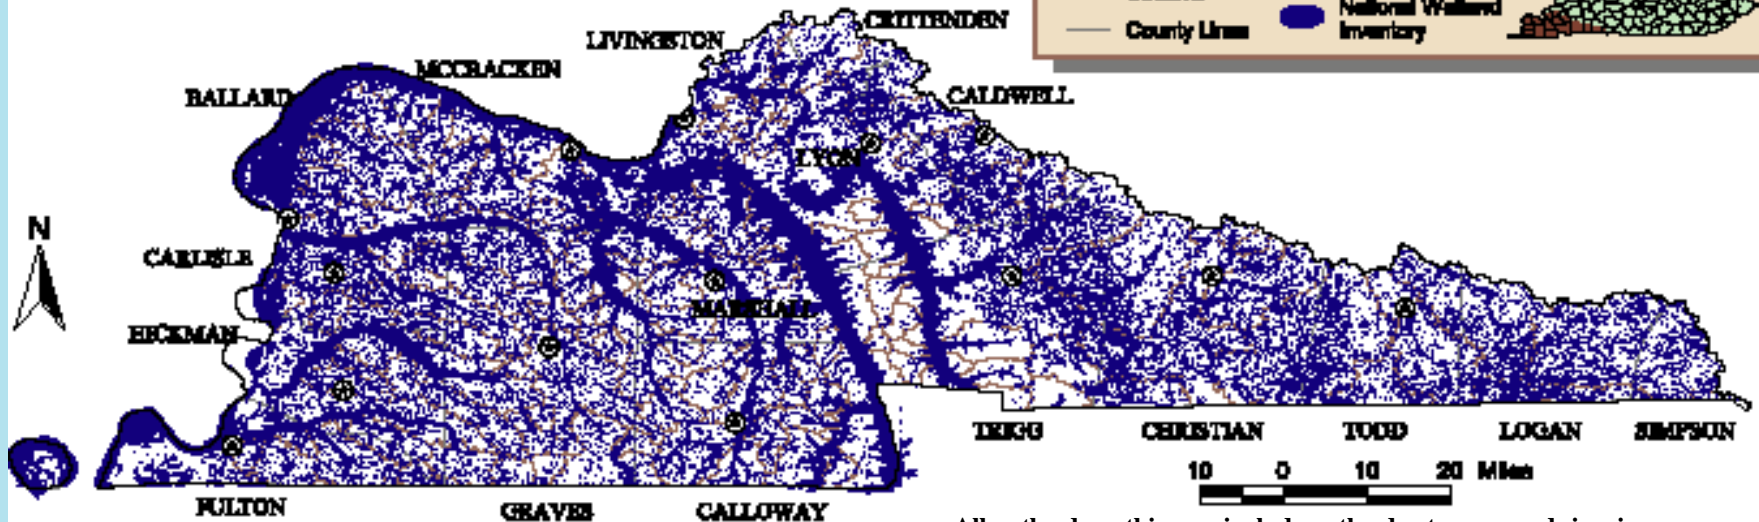 CRITTENDEN
LIVINGSTON
National Wetland
Inventory
County Lines
MCCRACKEN
BALLARD
CALDWELL
LYON
N
CARLISLE
MARSHALL
HICKMAN
TRIGG
CHRISTIAN
TODD
LOGAN
SIMPSON
10 0 10 20 Miles
FULTON
GRAVES
CALLOWAY